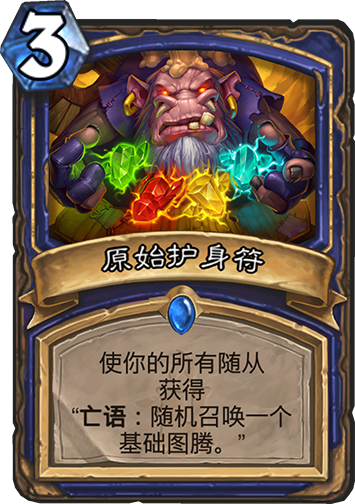 3
原始护身符
使你的所有随从
获得
“亡语：随机召唤一个
基础图腾。”